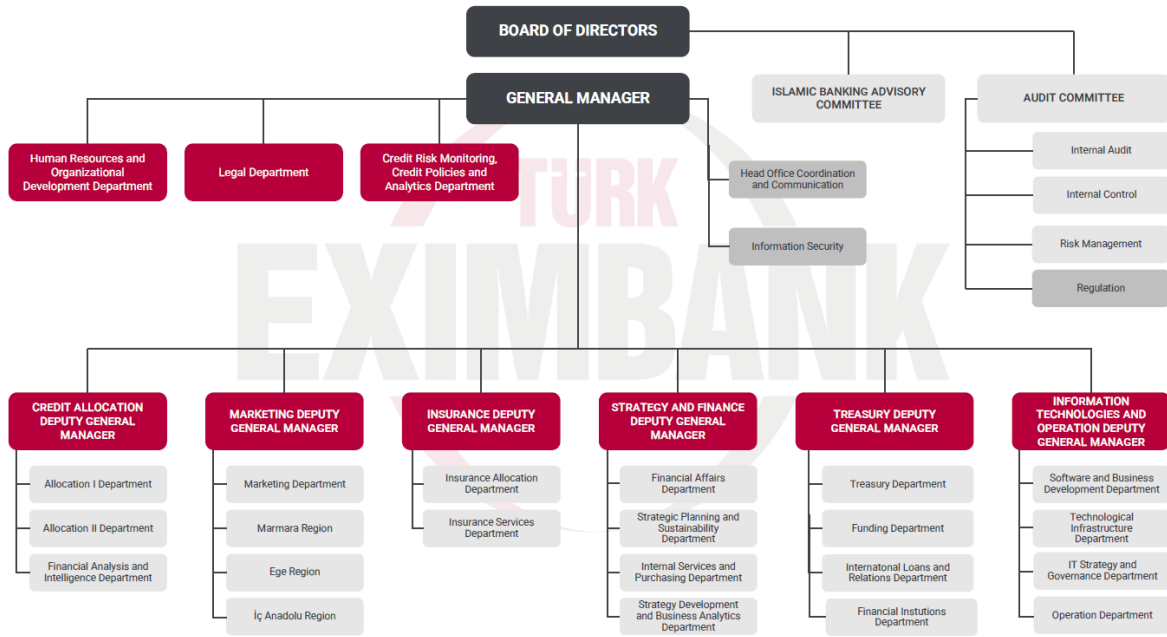 BOARD OF DIRECTORS
GENERAL MANAGER
ISLAMIC BANKING ADVISORY
COMMITTEE
AUDIT COMMITTEE
Human Resources and
Organizational
Development Department
Legal Department
Credit Risk Monitoring,
Credit Policies and
Analytics Department
Head Office Coordination
and Communication
Information Security
Internal Audit
Internal Control
Risk Management
Regulation
TÜRK
EXIMBANK
CREDIT ALLOCATION
DEPUTY GENERAL
MANAGER
Allocation I Department
Allocation II Department
Financial Analysis and
Intelligence Department
MARKETING DEPUTY
GENERAL MANAGER
Marketing Department
Marmara Region
Ege Region
İç Anadolu Region
INSURANCE DEPUTY
GENERAL MANAGER
Insurance Allocation
Department
Insurance Services
Department
STRATEGY AND FINANCE
DEPUTY GENERAL
MANAGER
Financial Affairs
Department
Strategic Planning and
Sustainability
Department
Internal Services and
Purchasing Department
Strategy Development
and Business Analytics
Department
TREASURY DEPUTY
GENERAL MANAGER
Treasury Department
Funding Department
Internatonal Loans and
Relations Department
Financial Instutions
Department
INFORMATION
TECHNOLOGIES AND
OPERATION DEPUTY
GENERAL MANAGER
Software and Business
Development Department
Technological
Infrastructure
Department
IT Strategy and
Governance Department
Operation Department